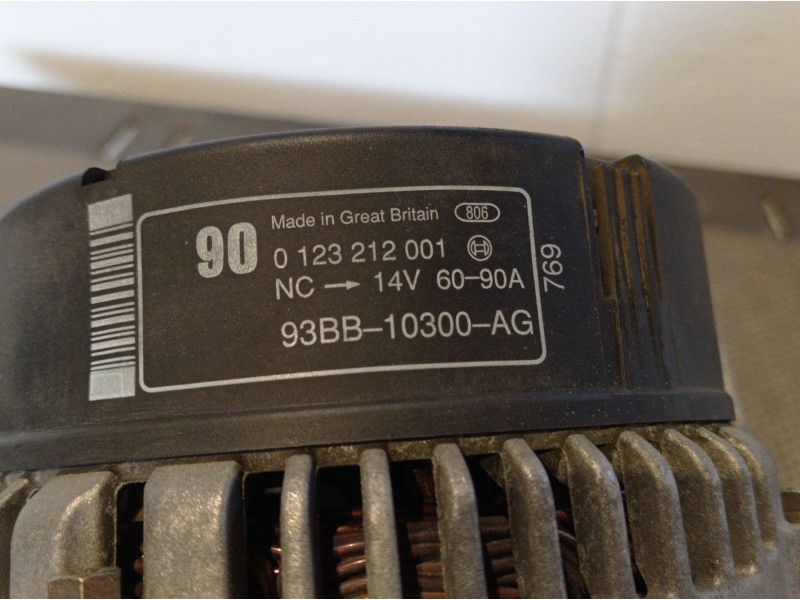 Made in Great Britain 806
90 0 123 212 001
NC → 14V 60-90A
93BB-10300-AG
769